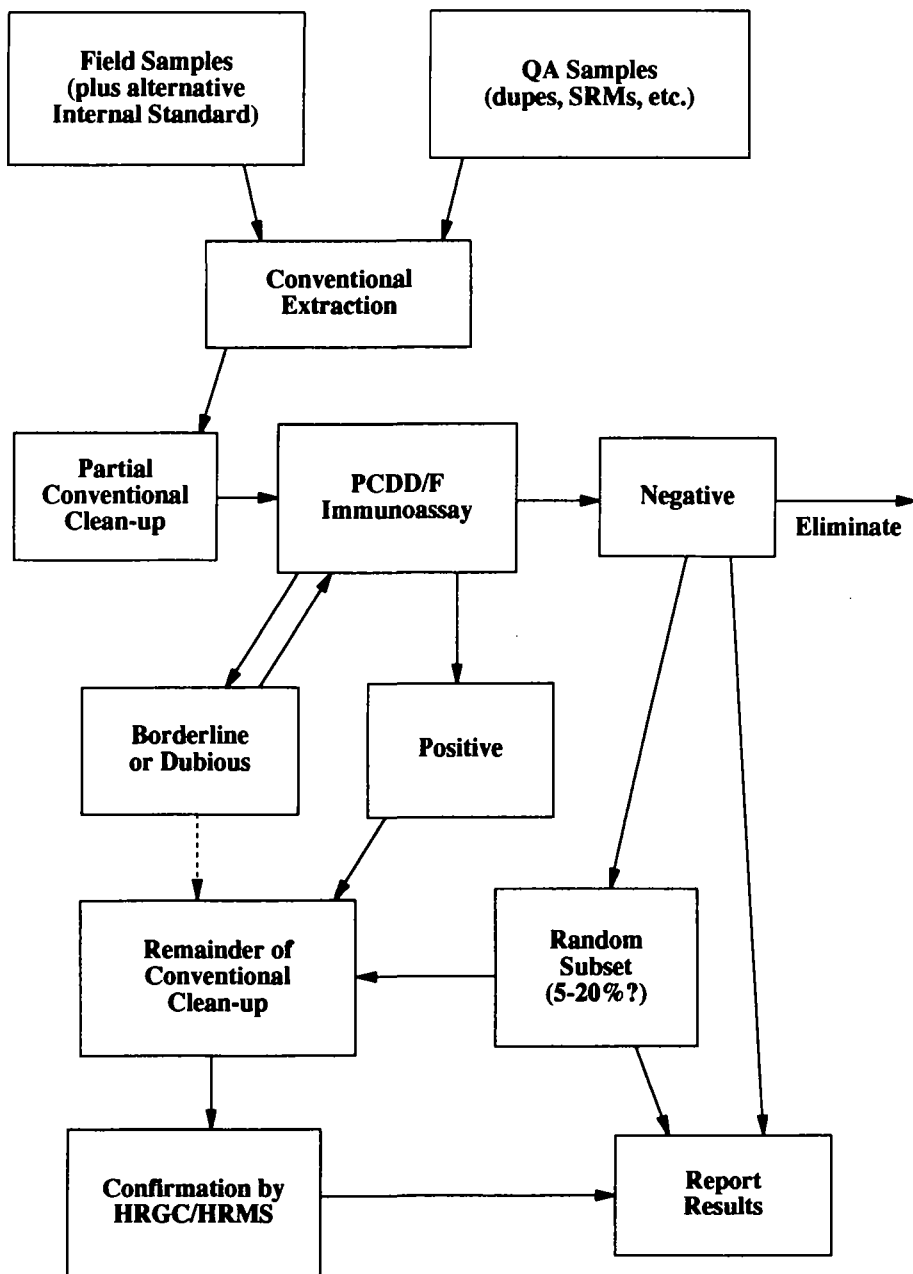 Field Samples
(plus alternative
Internal Standard)
QA Samples
(dupes, SRMs, etc.)
Conventional
Extraction
Partial
Conventional
Clean-up
PCDD/F
Immunoassay
Negative
Eliminate
Borderline
or Dubious
Positive
Remainder of
Conventional
Clean-up
Random
Subset
(5-20%?)
Confirmation by
HRGC/HRMS
Report
Results